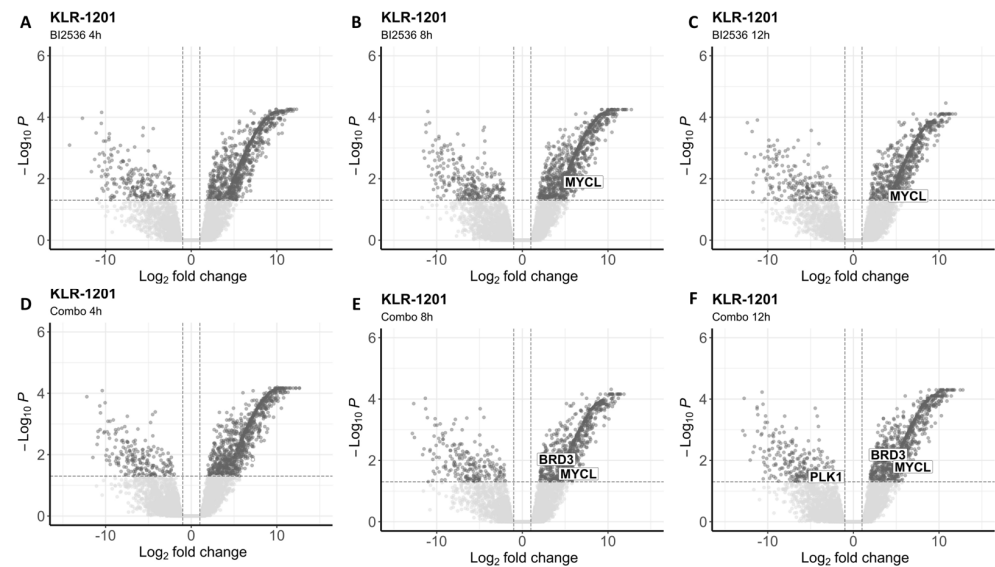 A
KLR-1201
BI2536 4h
6
4
2
0
-10
0
10
−Log10 P
Log2 fold change
B
KLR-1201
BI2536 8h
MYCL
6
4
2
0
-10
0
10
−Log10 P
Log2 fold change
C
KLR-1201
BI2536 12h
MYCL
6
4
2
0
-10
0
10
−Log10 P
Log2 fold change
D
KLR-1201
Combo 4h
6
4
2
0
-10
0
10
−Log10 P
Log2 fold change
E
KLR-1201
Combo 8h
BRD3
MYCL
6
4
2
0
-10
0
10
−Log10 P
Log2 fold change
F
KLR-1201
Combo 12h
BRD3
MYCL
PLK1
6
4
2
0
-10
0
10
−Log10 P
Log2 fold change